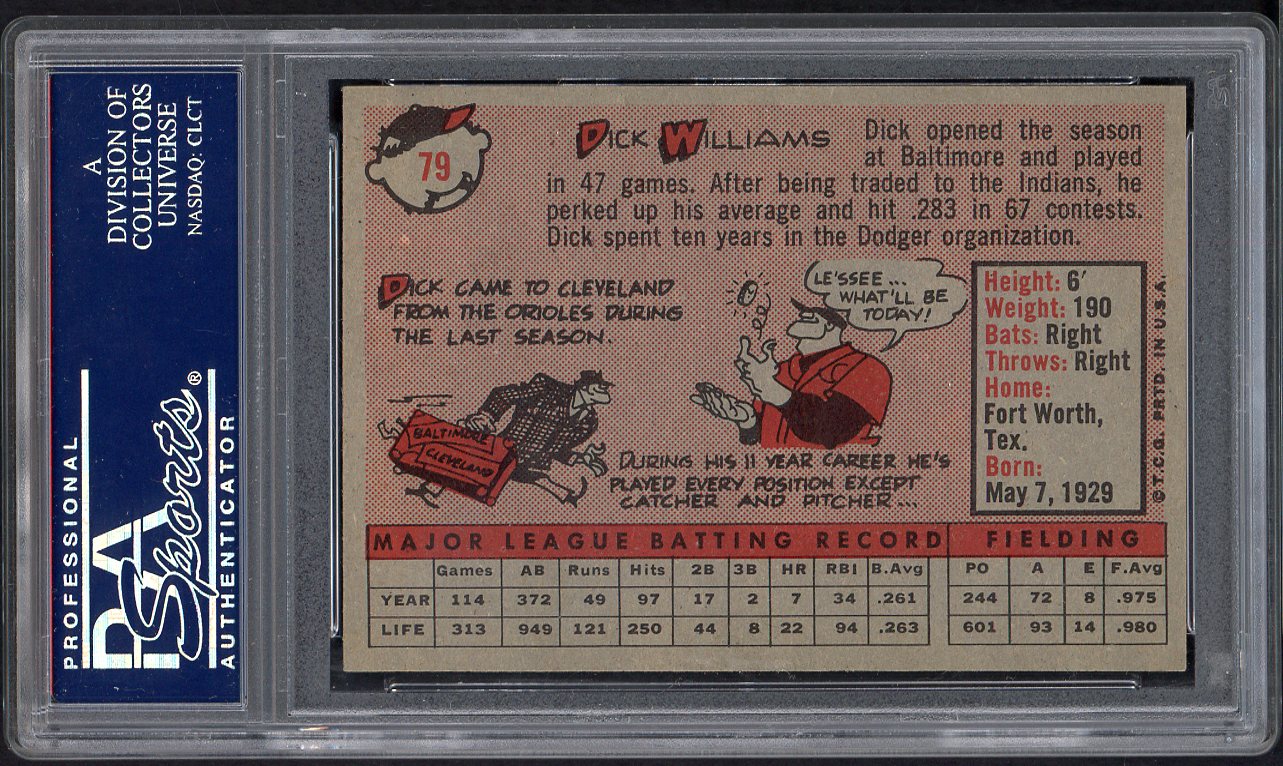 A
DIVISION OF
COLLECTORS
UNIVERSE
NASDAQ: CLCT
PROFESSIONAL
PSA
Sports®
AUTHENTICATOR
79
DICK WILLIAMS
Dick opened the season
at Baltimore and played
in 47 games. After being traded to the Indians, he
perked up his average and hit .283 in 67 contests.
Dick spent ten years in the Dodger organization.
DICK CAME TO CLEVELAND
FROM THE ORIOLES DURING
THE LAST SEASON.
BALTIMORE
CLEVELAND
LE'SSEE...
WHAT'LL BE
TODAY!
DURING HIS 11 YEAR CAREER HE'S
PLAYED EVERY POSITION EXCEPT
CATCHER AND PITCHER...
Height: 6'
Weight: 190
Bats: Right
Throws: Right
Home:
Fort Worth,
Tex.
Born:
May 7, 1929
©T.C.G. PRTD. IN U.S.A.
MAJOR LEAGUE BATTING RECORD FIELDING
Games AB Runs Hits 2B 3B HR RBI B.Avg PO A E F.Avg
YEAR 114 372 49 97 17 2 7 34 .261 244 72 8 .975
LIFE 313 949 121 250 44 8 22 94 .263 601 93 14 .980